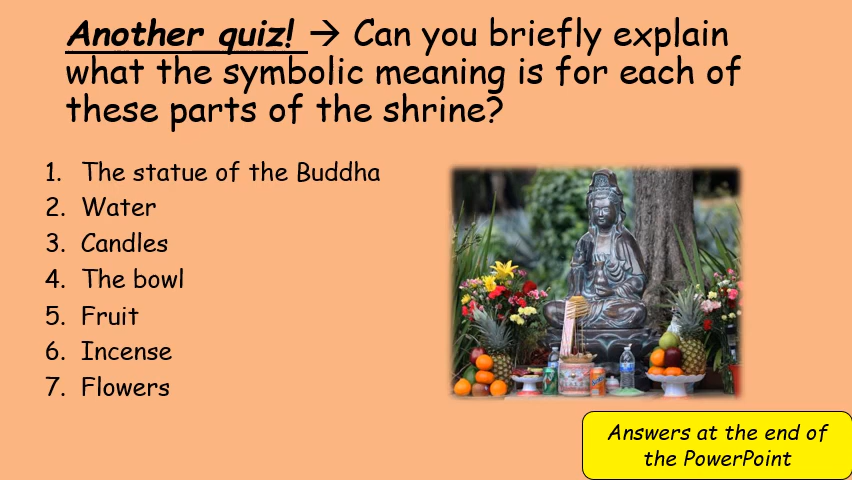 Another quiz! → Can you briefly explain
what the symbolic meaning is for each of
these parts of the shrine?
1. The statue of the Buddha
2. Water
3. Candles
4. The bowl
5. Fruit
6. Incense
7. Flowers
Answers at the end of
the PowerPoint